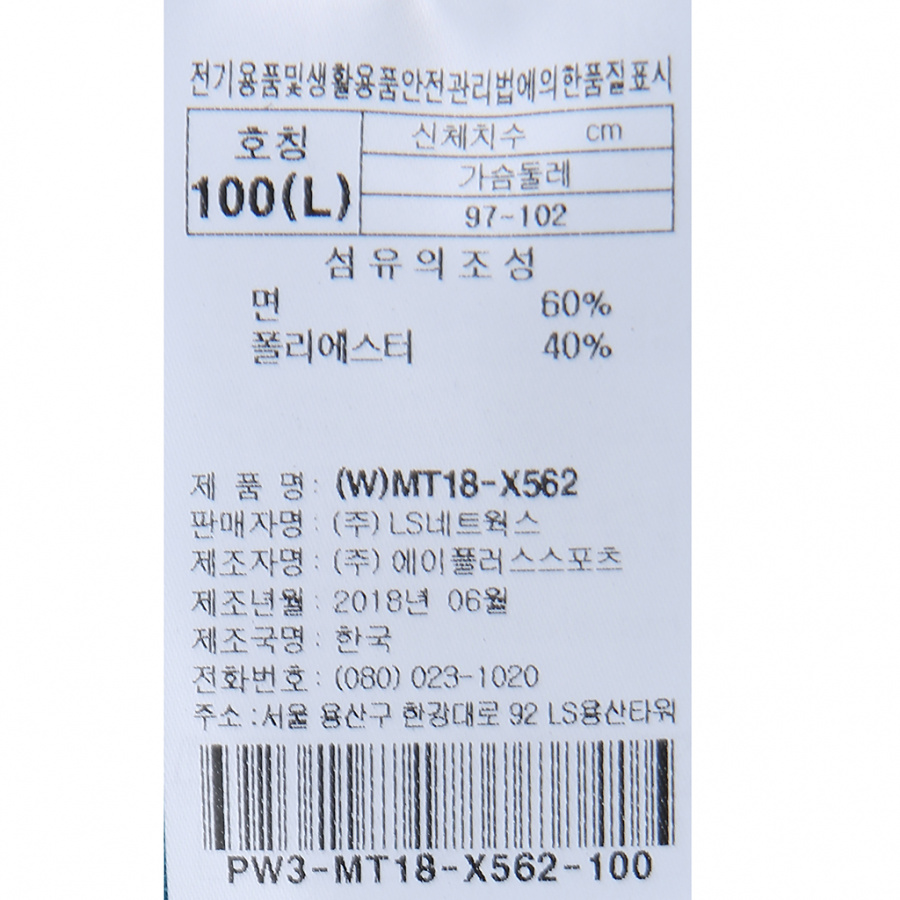 전기용품및생활용품안전관리법에의한품질표시
호칭
100(L)
신체치수 cm
가슴둘레
97-102
섬유의조성
면 60%
폴리에스터 40%
제 품 명 : (W)MT18-X562
판매자명 : (주) LS네트웍스
제조자명 : (주) 에이플러스스포츠
제조년월 : 2018년 06월
제조국명 : 한국
전화번호 : (080) 023-1020
주소 : 서울 용산구 한강대로 92 LS용산타워
PW3-MT18-X562-100